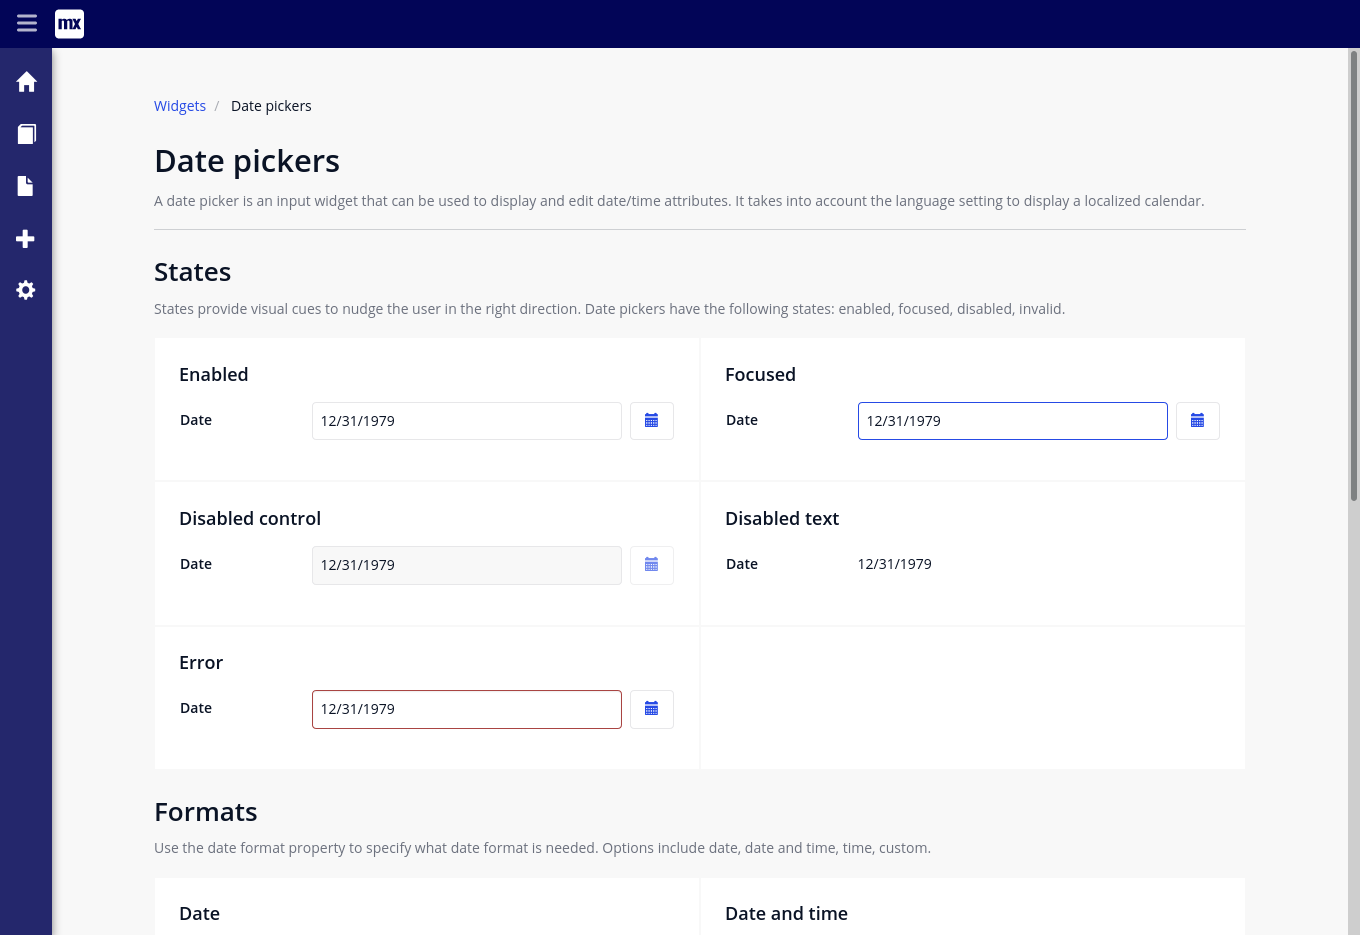 mx
Widgets / Date pickers
Date pickers
A date picker is an input widget that can be used to display and edit date/time attributes. It takes into account the language setting to display a localized calendar.
States
States provide visual cues to nudge the user in the right direction. Date pickers have the following states: enabled, focused, disabled, invalid.
Enabled
Date 12/31/1979
Focused
Date 12/31/1979
Disabled control
Date 12/31/1979
Disabled text
Date 12/31/1979
Error
Date 12/31/1979
Formats
Use the date format property to specify what date format is needed. Options include date, date and time, time, custom.
Date
Date and time